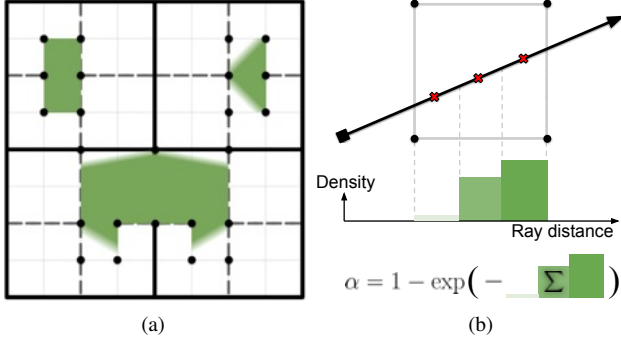 Density
Ray distance
α = 1 − exp(− Σ )
(a)
(b)